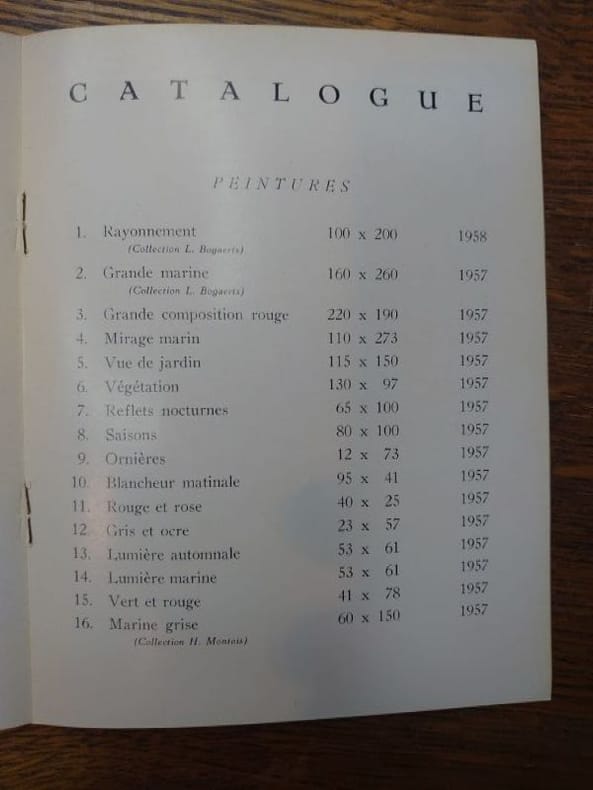 CATALOGUE
PEINTURES
1. Rayonnement 100 x 200 1958
(Collection L. Bogaerts)
2. Grande marine 160 x 260 1957
(Collection L. Bogaerts)
3. Grande composition rouge 220 x 190 1957
4. Mirage marin 110 x 273 1957
5. Vue de jardin 115 x 150 1957
6. Végétation 130 x 97 1957
7. Reflets nocturnes 65 x 100 1957
8. Saisons 80 x 100 1957
9. Ornières 12 x 73 1957
10. Blancheur matinale 95 x 41 1957
11. Rouge et rose 40 x 25 1957
12. Gris et ocre 23 x 57 1957
13. Lumière automnale 53 x 61 1957
14. Lumière marine 53 x 61 1957
15. Vert et rouge 41 x 78 1957
16. Marine grise 60 x 150 1957
(Collection H. Montois)